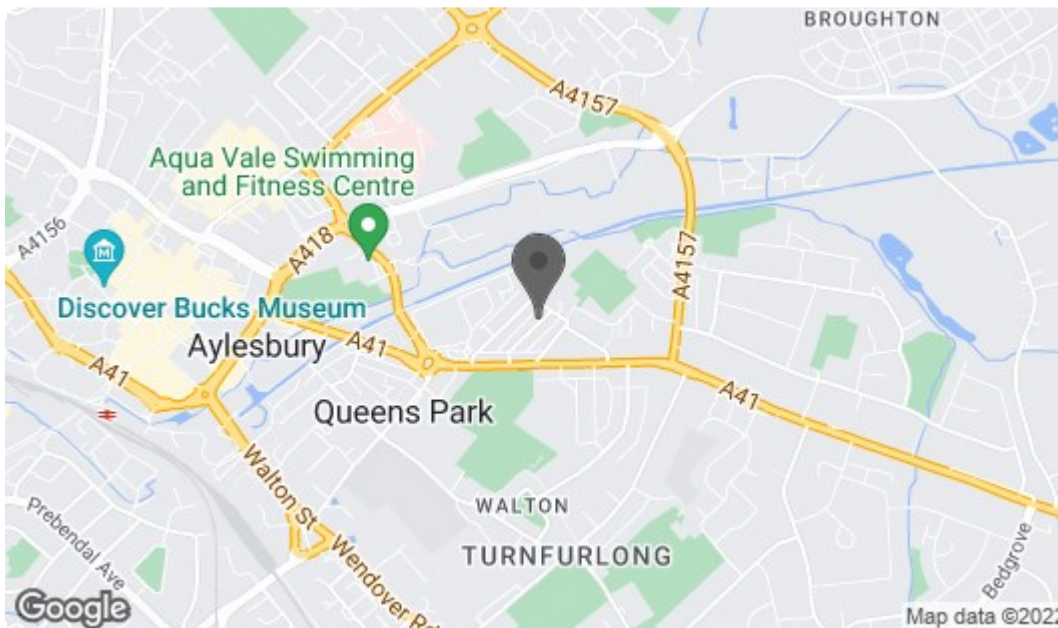 BROUGHTON
A4157
Aqua Vale Swimming
and Fitness Centre
A4156
A418
A4157
Discover Bucks Museum
Aylesbury
A41
A41
A41
Queens Park
Walton St
WALTON
Prebendal Ave
TURNFURLONG
Wendover Rd
Bedgrove
Google
Map data ©2022